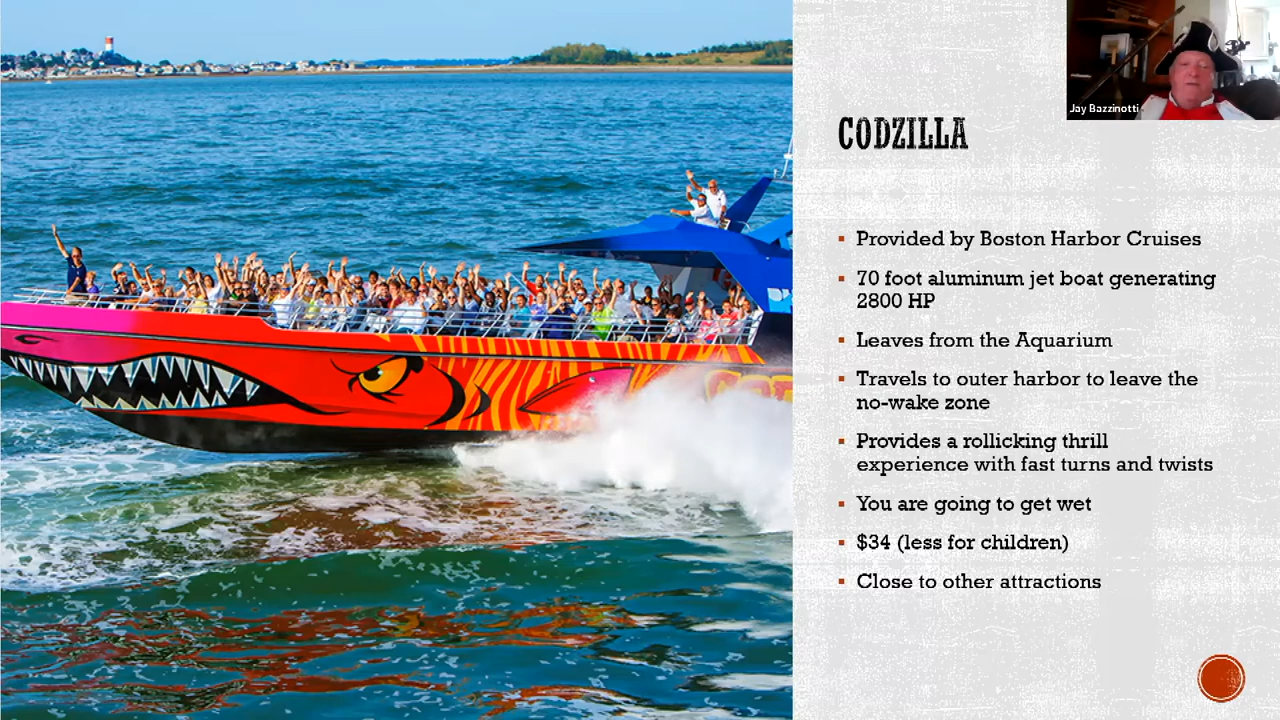 Jay Bazzinotti
CODZILLA
Provided by Boston Harbor Cruises
70 foot aluminum jet boat generating
2800 HP
Leaves from the Aquarium
Travels to outer harbor to leave the
no-wake zone
Provides a rollicking thrill
experience with fast turns and twists
You are going to get wet
$34 (less for children)
Close to other attractions